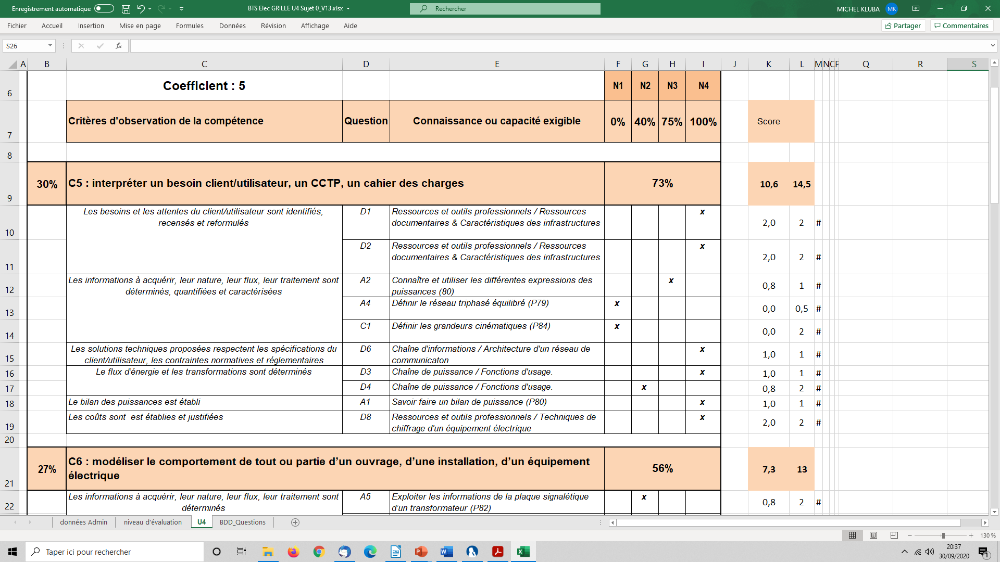 Enregistrement automatique
BTS Elec GRILLE U4 Sujet 0_V13.xlsx
Rechercher
MICHEL KLUBA
MK
Fichier Accueil Insertion Mise en page Formules Données Révision Affichage Aide
Partager Commentaires
S26
fx
A B C D E F G H I J K L M N O P Q R S
6 Coefficient : 5 N1 N2 N3 N4
7 Critères d'observation de la compétence Question Connaissance ou capacité exigible 0% 40% 75% 100% Score
8
9 30% C5 : interpréter un besoin client/utilisateur, un CCTP, un cahier des charges 73% 10,6 14,5
Les besoins et les attentes du client/utilisateur sont identifiés, D1 Ressources et outils professionnels / Ressources x
recensés et reformulés documentaires & Caractéristiques des infrastructures
10 2,0 2 #
D2 Ressources et outils professionnels / Ressources x
documentaires & Caractéristiques des infrastructures
11 2,0 2 #
Les informations à acquérir, leur nature, leur flux, leur traitement sont A2 Connaître et utiliser les différentes expressions des x
déterminés, quantifiées et caractérisées puissances (80)
12 0,8 1 #
13 A4 Définir le réseau triphasé équilibré (P79) x 0,0 0,5 #
14 C1 Définir les grandeurs cinématiques (P84) x 0,0 2 #
Les solutions techniques proposées respectent les spécifications du D6 Chaîne d'informations / Architecture d'un réseau de x
client/utilisateur, les contraintes normatives et réglementaires communicaton
15 1,0 1 #
16 Le flux d'énergie et les transformations sont déterminés D3 Chaîne de puissance / Fonctions d'usage. x 1,0 1 #
17 D4 Chaîne de puissance / Fonctions d'usage. x 0,8 2 #
18 Le bilan des puissances est établi A1 Savoir faire un bilan de puissance (P80) x 1,0 1 #
Les coûts sont est établies et justifiées D8 Ressources et outils professionnels / Techniques de x
chiffrage d'un équipement électrique
19 2,0 2 #
20
27% C6 : modéliser le comportement de tout ou partie d'un ouvrage, d'une installation, d'un équipement 56% 7,3 13
électrique
21
Les informations à acquérir, leur nature, leur flux, leur traitement sont A5 Exploiter les informations de la plaque signalétique x
déterminés d'un transformateur (P82)
22 0,8 2 #
données Admin niveau d'évaluation U4 BDD_Questions
130 %
Taper ici pour rechercher
20:37
30/09/2020
1